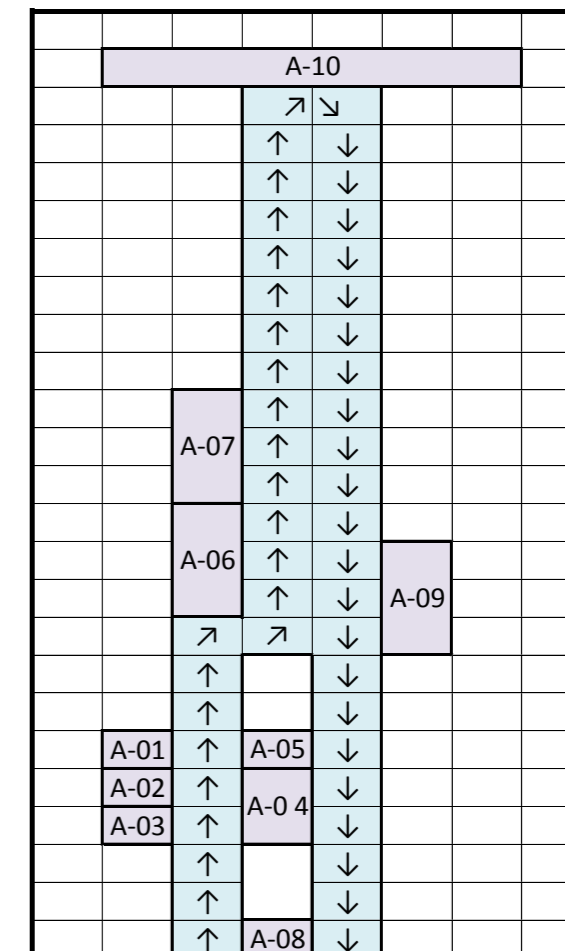 A-10
↗ ↘
↑ ↓
↑ ↓
↑ ↓
↑ ↓
↑ ↓
↑ ↓
↑ ↓
↑ ↓
A-07 ↑ ↓
↑ ↓
↑ ↓
A-06 ↑ ↓
↑ ↓ A-09
↑ ↓
↗ ↗ ↓
↑ ↓
↑ ↓
A-01 ↑ A-05 ↓
A-02 ↑ A-0 4 ↓
A-03 ↑ ↓
↑ ↓
↑ ↓
↑ A-08 ↓